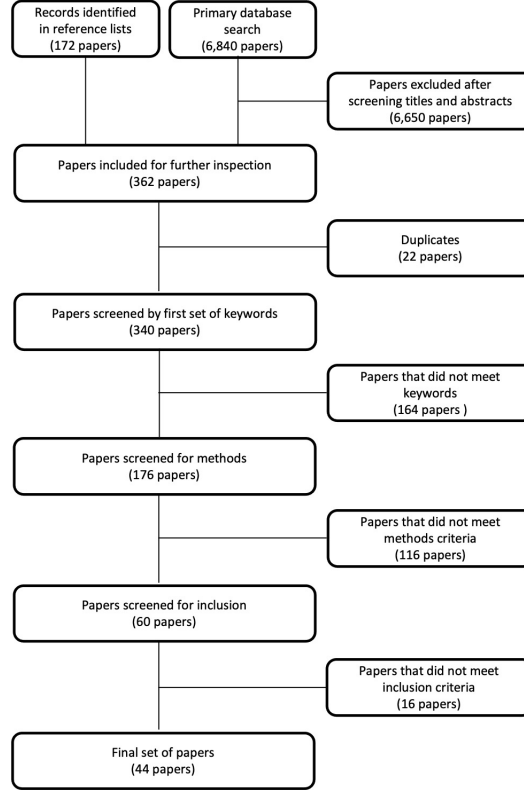 Records identified
in reference lists
(172 papers)
Primary database
search
(6,840 papers)
Papers excluded after
screening titles and abstracts
(6,650 papers)
Papers included for further inspection
(362 papers)
Duplicates
(22 papers)
Papers screened by first set of keywords
(340 papers)
Papers that did not meet
keywords
(164 papers )
Papers screened for methods
(176 papers)
Papers that did not meet
methods criteria
(116 papers)
Papers screened for inclusion
(60 papers)
Papers that did not meet
inclusion criteria
(16 papers)
Final set of papers
(44 papers)